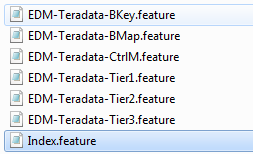 EDM-Teradata-BKey.feature
EDM-Teradata-BMap.feature
EDM-Teradata-CtrlM.feature
EDM-Teradata-Tier1.feature
EDM-Teradata-Tier2.feature
EDM-Teradata-Tier3.feature
Index.feature